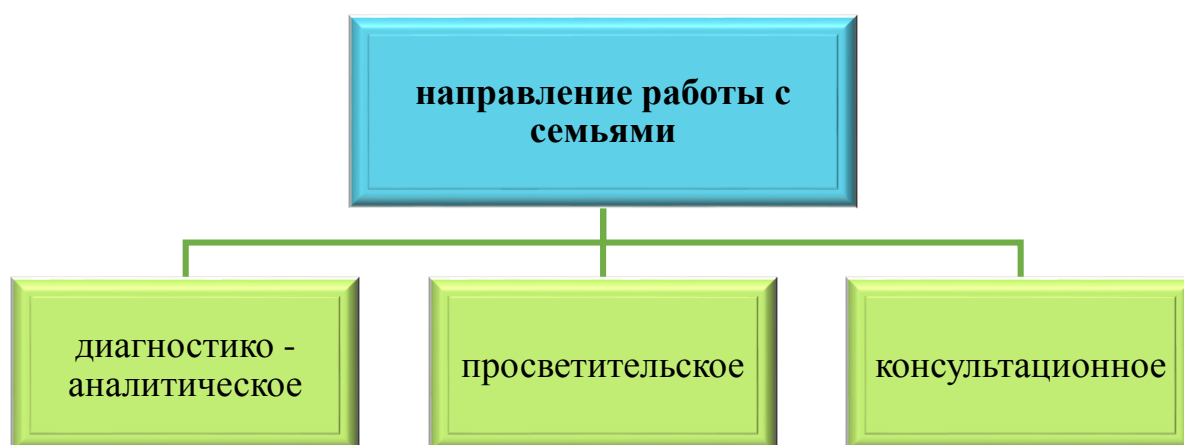 направление работы с
семьями
диагностико -
аналитическое
просветительское
консультационное